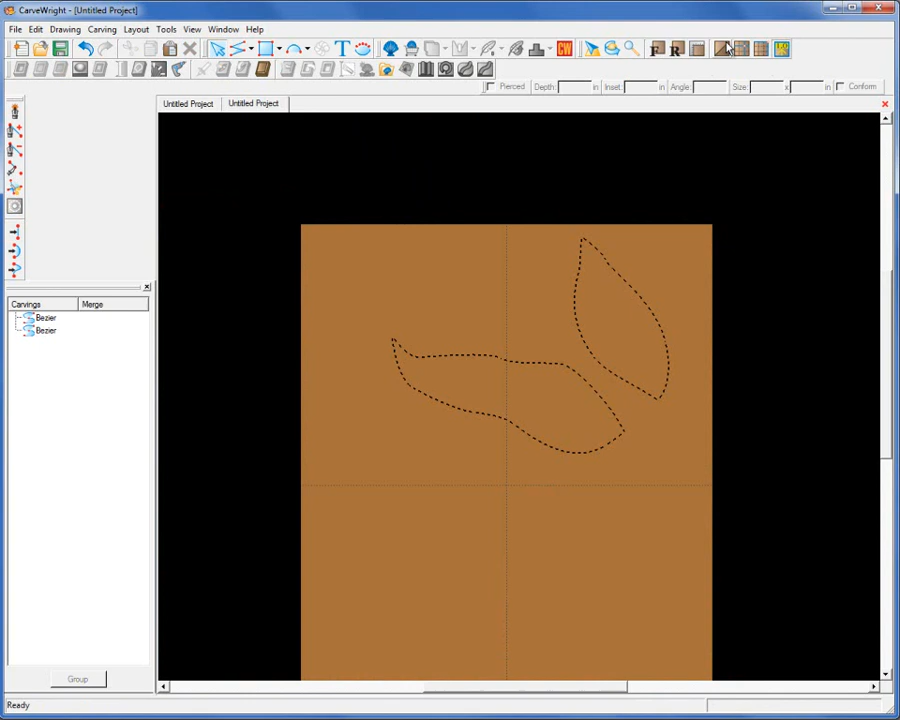 CarveWright - [Untitled Project]
File Edit Drawing Carving Layout Tools View Window Help
T CW F R
Pierced Depth: in Inset: in Angle: Size: x in Conform
Untitled Project Untitled Project
Carvings Merge
Bezier
Bezier
Group
Ready